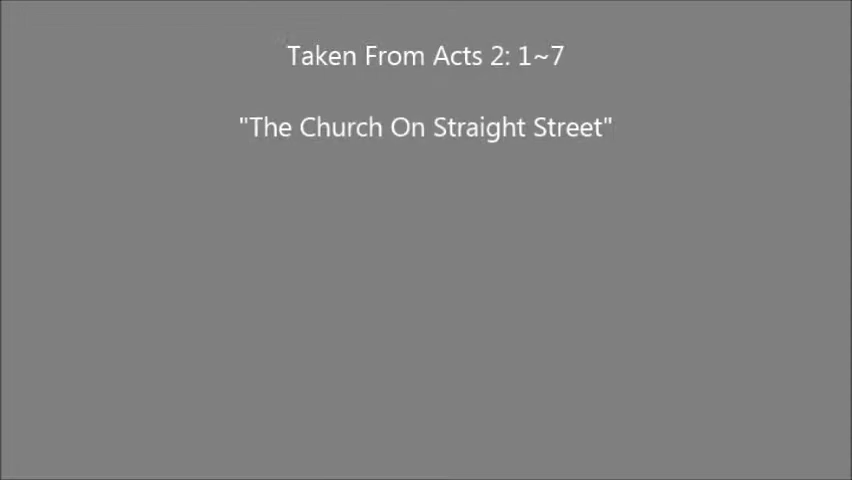 Taken From Acts 2: 1~7
"The Church On Straight Street"